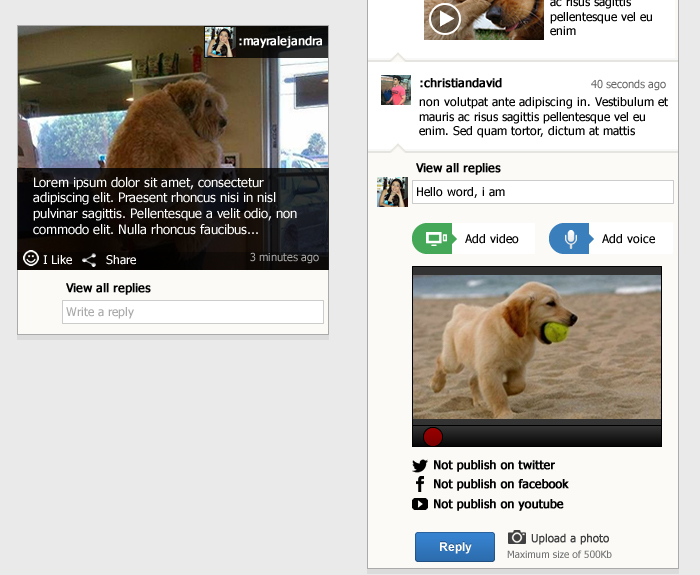 :mayralejandra
Lorem ipsum dolor sit amet, consectetur
adipiscing elit. Praesent rhoncus nisi in nisl
pulvinar sagittis. Pellentesque a velit odio, non
commodo elit. Nulla rhoncus faucibus...
I Like Share 3 minutes ago
View all replies
Write a reply
ac risus sagittis
pellentesque vel eu
enim
:christiandavid 40 seconds ago
non volutpat ante adipiscing in. Vestibulum et
mauris ac risus sagittis pellentesque vel eu
enim. Sed quam tortor, dictum at mattis
View all replies
Hello word, i am
Add video Add voice
Not publish on twitter
Not publish on facebook
Not publish on youtube
Reply Upload a photo
Maximum size of 500Kb